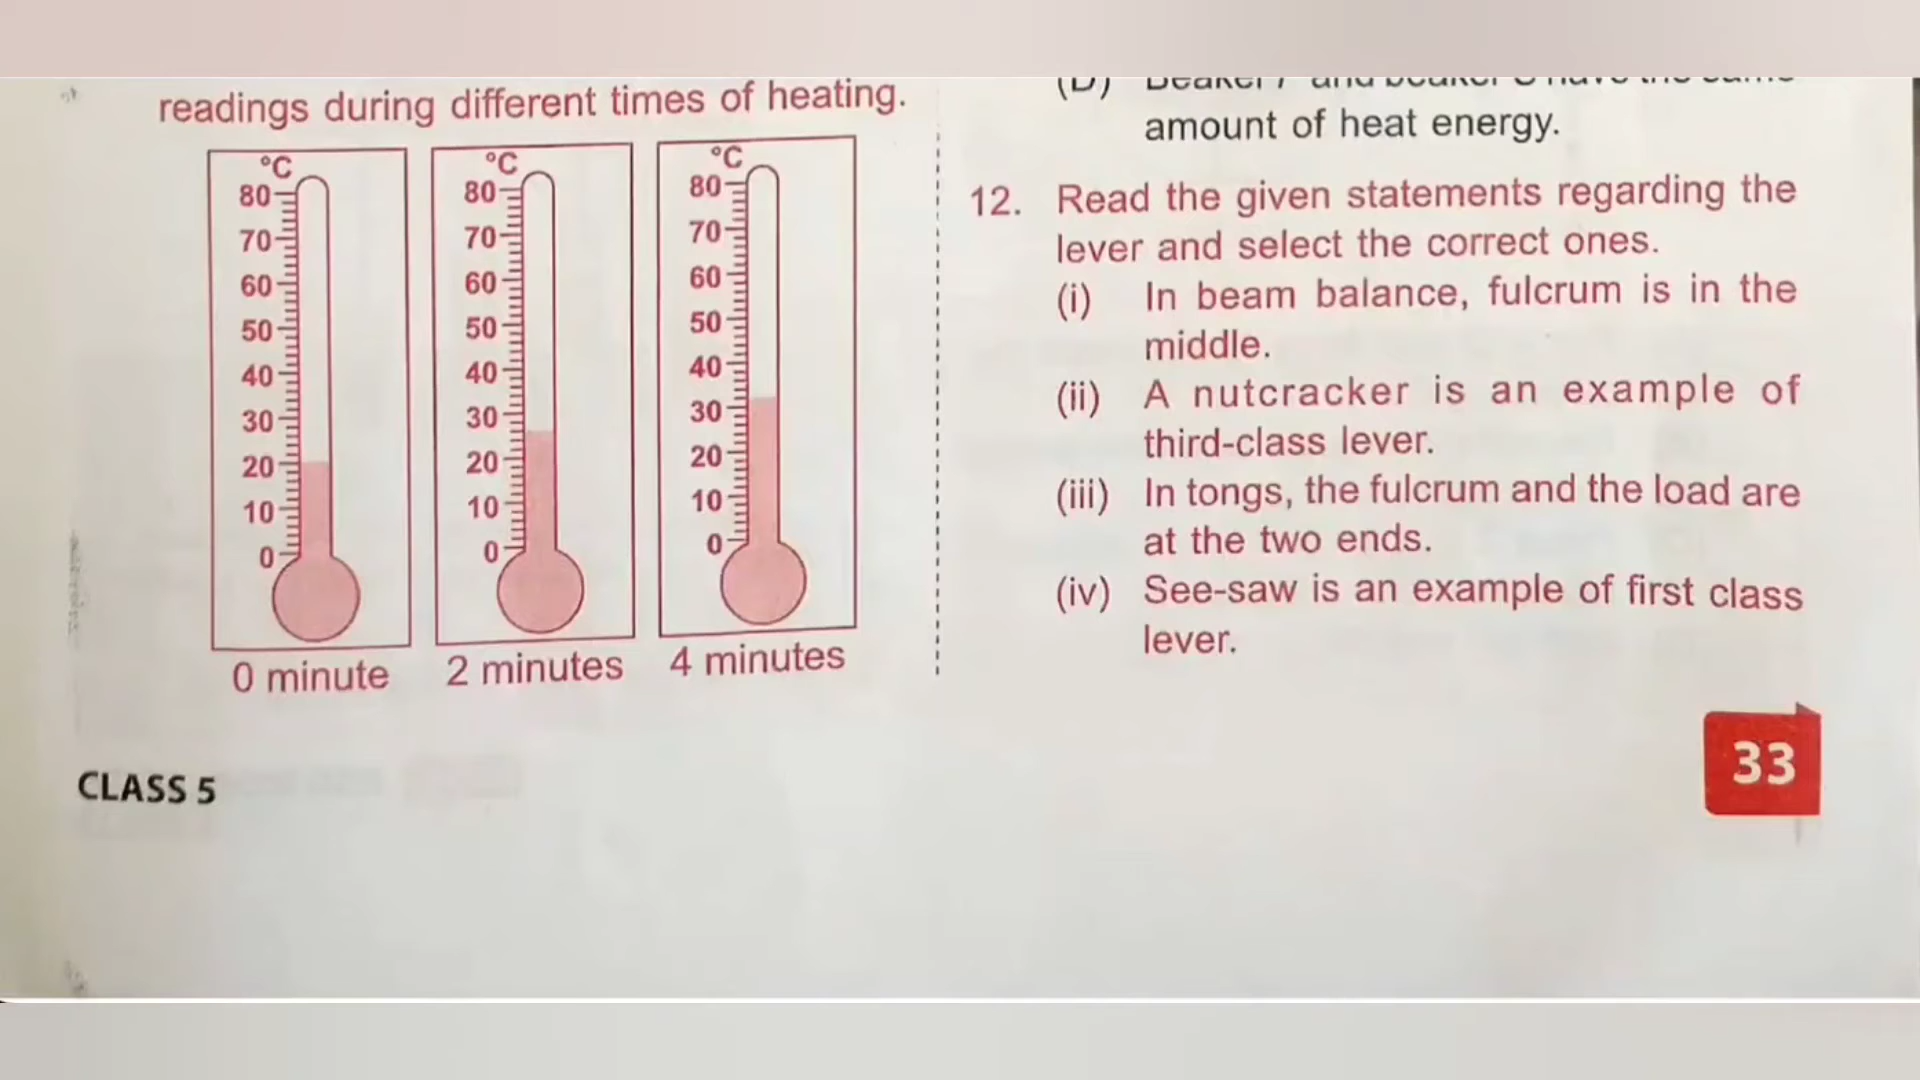 readings during different times of heating.
°C
80
70
60
50
40
30
20
10
0
0 minute
°C
80
70
60
50
40
30
20
10
0
2 minutes
°C
80
70
60
50
40
30
20
10
0
4 minutes
CLASS 5
(D) and have the same
amount of heat energy.
12. Read the given statements regarding the
lever and select the correct ones.
(i) In beam balance, fulcrum is in the
middle.
(ii) A nutcracker is an example of
third-class lever.
(iii) In tongs, the fulcrum and the load are
at the two ends.
(iv) See-saw is an example of first class
lever.
33